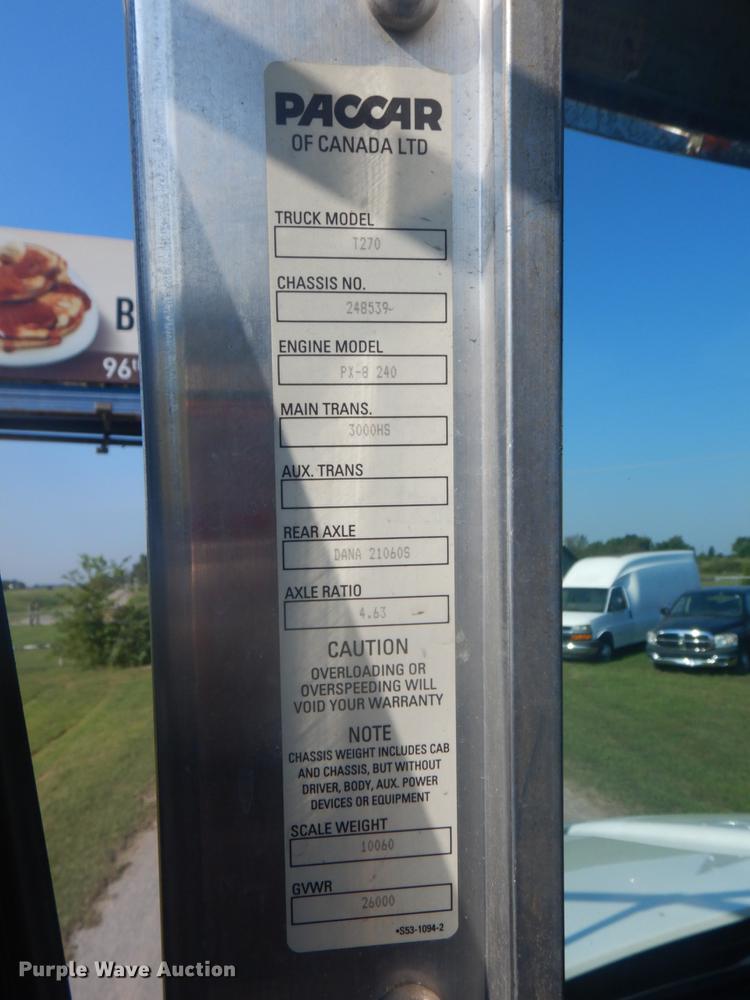 PACCAR
OF CANADA LTD
TRUCK MODEL
T270
CHASSIS NO.
248539-
ENGINE MODEL
PX-8 240
MAIN TRANS.
3000HS
AUX. TRANS
REAR AXLE
DANA 21060S
AXLE RATIO
4.63
CAUTION
OVERLOADING OR
OVERSPEEDING WILL
VOID YOUR WARRANTY
NOTE
CHASSIS WEIGHT INCLUDES CAB
AND CHASSIS, BUT WITHOUT
DRIVER, BODY, AUX. POWER
DEVICES OR EQUIPMENT
SCALE WEIGHT
10060
GVWR
26000
•S53-1094-2
B
96
Purple Wave Auction